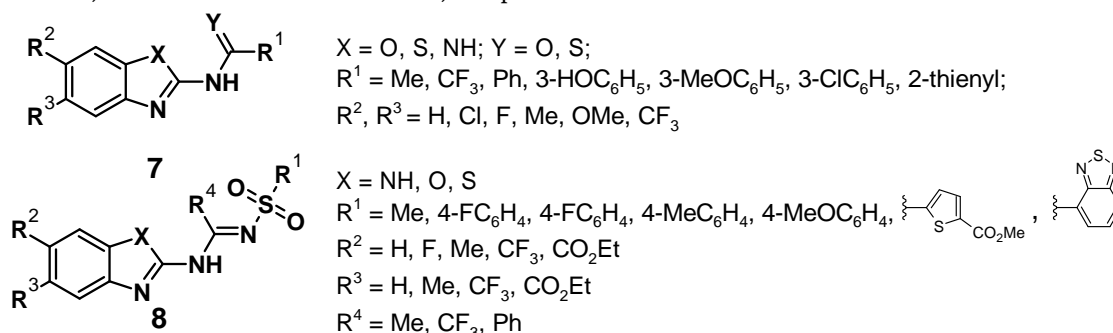 X = O, S, NH; Y = O, S;
R¹ = Me, CF₃, Ph, 3-HOC₆H₅, 3-MeOC₆H₅, 3-ClC₆H₅, 2-thienyl;
R², R³ = H, Cl, F, Me, OMe, CF₃
R² X Y R¹
NH
R³ N
7
X = NH, O, S
R¹ = Me, 4-FC₆H₄, 4-FC₆H₄, 4-MeC₆H₄, 4-MeOC₆H₄, S CO₂Me , N S N
R² = H, F, Me, CF₃, CO₂Et
R³ = H, Me, CF₃, CO₂Et
R⁴ = Me, CF₃, Ph
R² X R⁴ O S R¹ O
NH N
R³ N
8